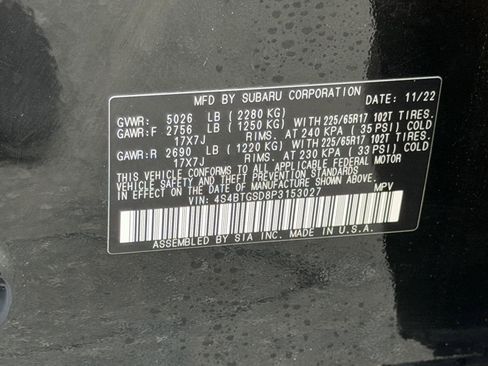 MFD BY SUBARU CORPORATION DATE: 11/22
GVWR: 5026 LB ( 2280 KG)
GAWR:F 2756 LB ( 1250 KG) WITH 225/65R17 102T TIRES.
17X7J RIMS. AT 240 KPA ( 35 PSI) COLD
GAWR:R 2690 LB ( 1220 KG) WITH 225/65R17 102T TIRES.
17X7J RIMS. AT 230 KPA ( 33 PSI) COLD
THIS VEHICLE CONFORMS TO ALL APPLICABLE FEDERAL MOTOR
VEHICLE SAFETY AND THEFT PREVENTION STANDARDS
IN EFFECT ON THE DATE OF MANUFACTURE SHOWN ABOVE.
VIN: 4S4BTGSD8P3153027 MPV
ASSEMBLED BY SIA INC. MADE IN U.S.A.